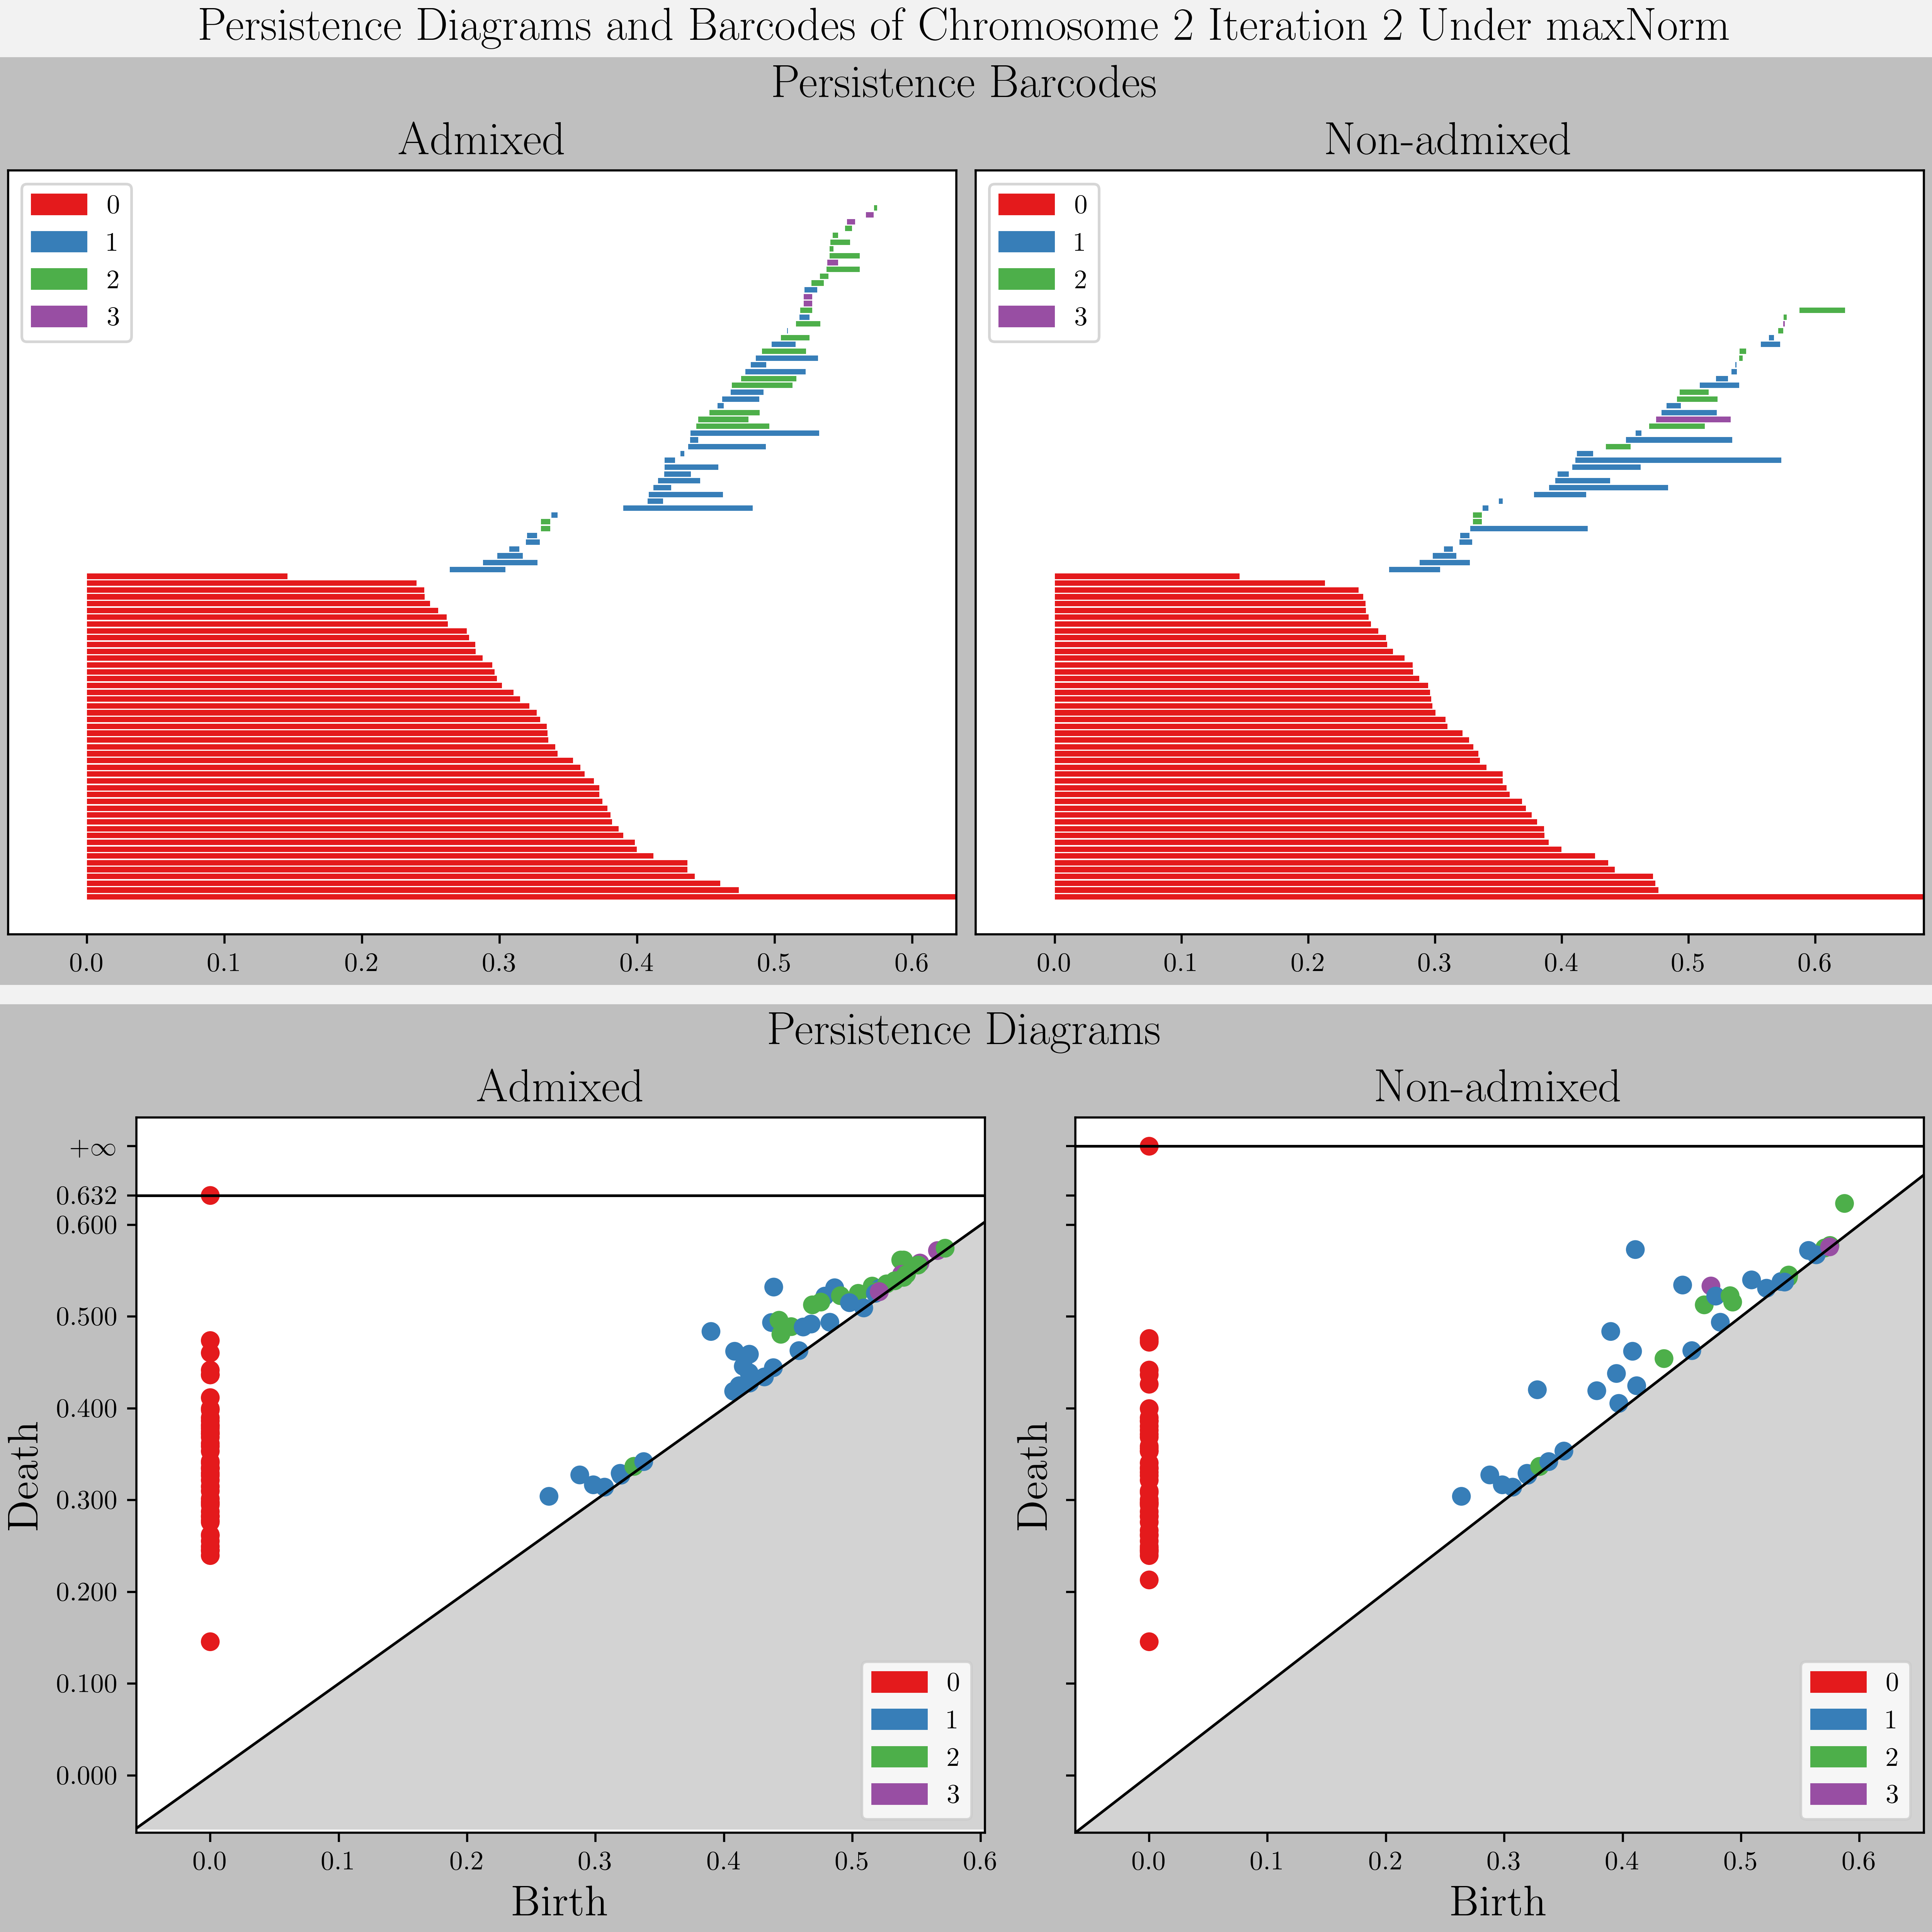 Persistence Diagrams and Barcodes of Chromosome 2 Iteration 2 Under maxNorm
Persistence Barcodes
Admixed
Non-admixed
0
1
2
3
0
1
2
3
0.0 0.1 0.2 0.3 0.4 0.5 0.6
0.0 0.1 0.2 0.3 0.4 0.5 0.6
Persistence Diagrams
Admixed
Non-admixed
+∞
0.632
0.600
0.500
0.400
0.300
0.200
0.100
0.000
Death
Death
0
1
2
3
0
1
2
3
0.0 0.1 0.2 0.3 0.4 0.5 0.6
0.0 0.1 0.2 0.3 0.4 0.5 0.6
Birth
Birth